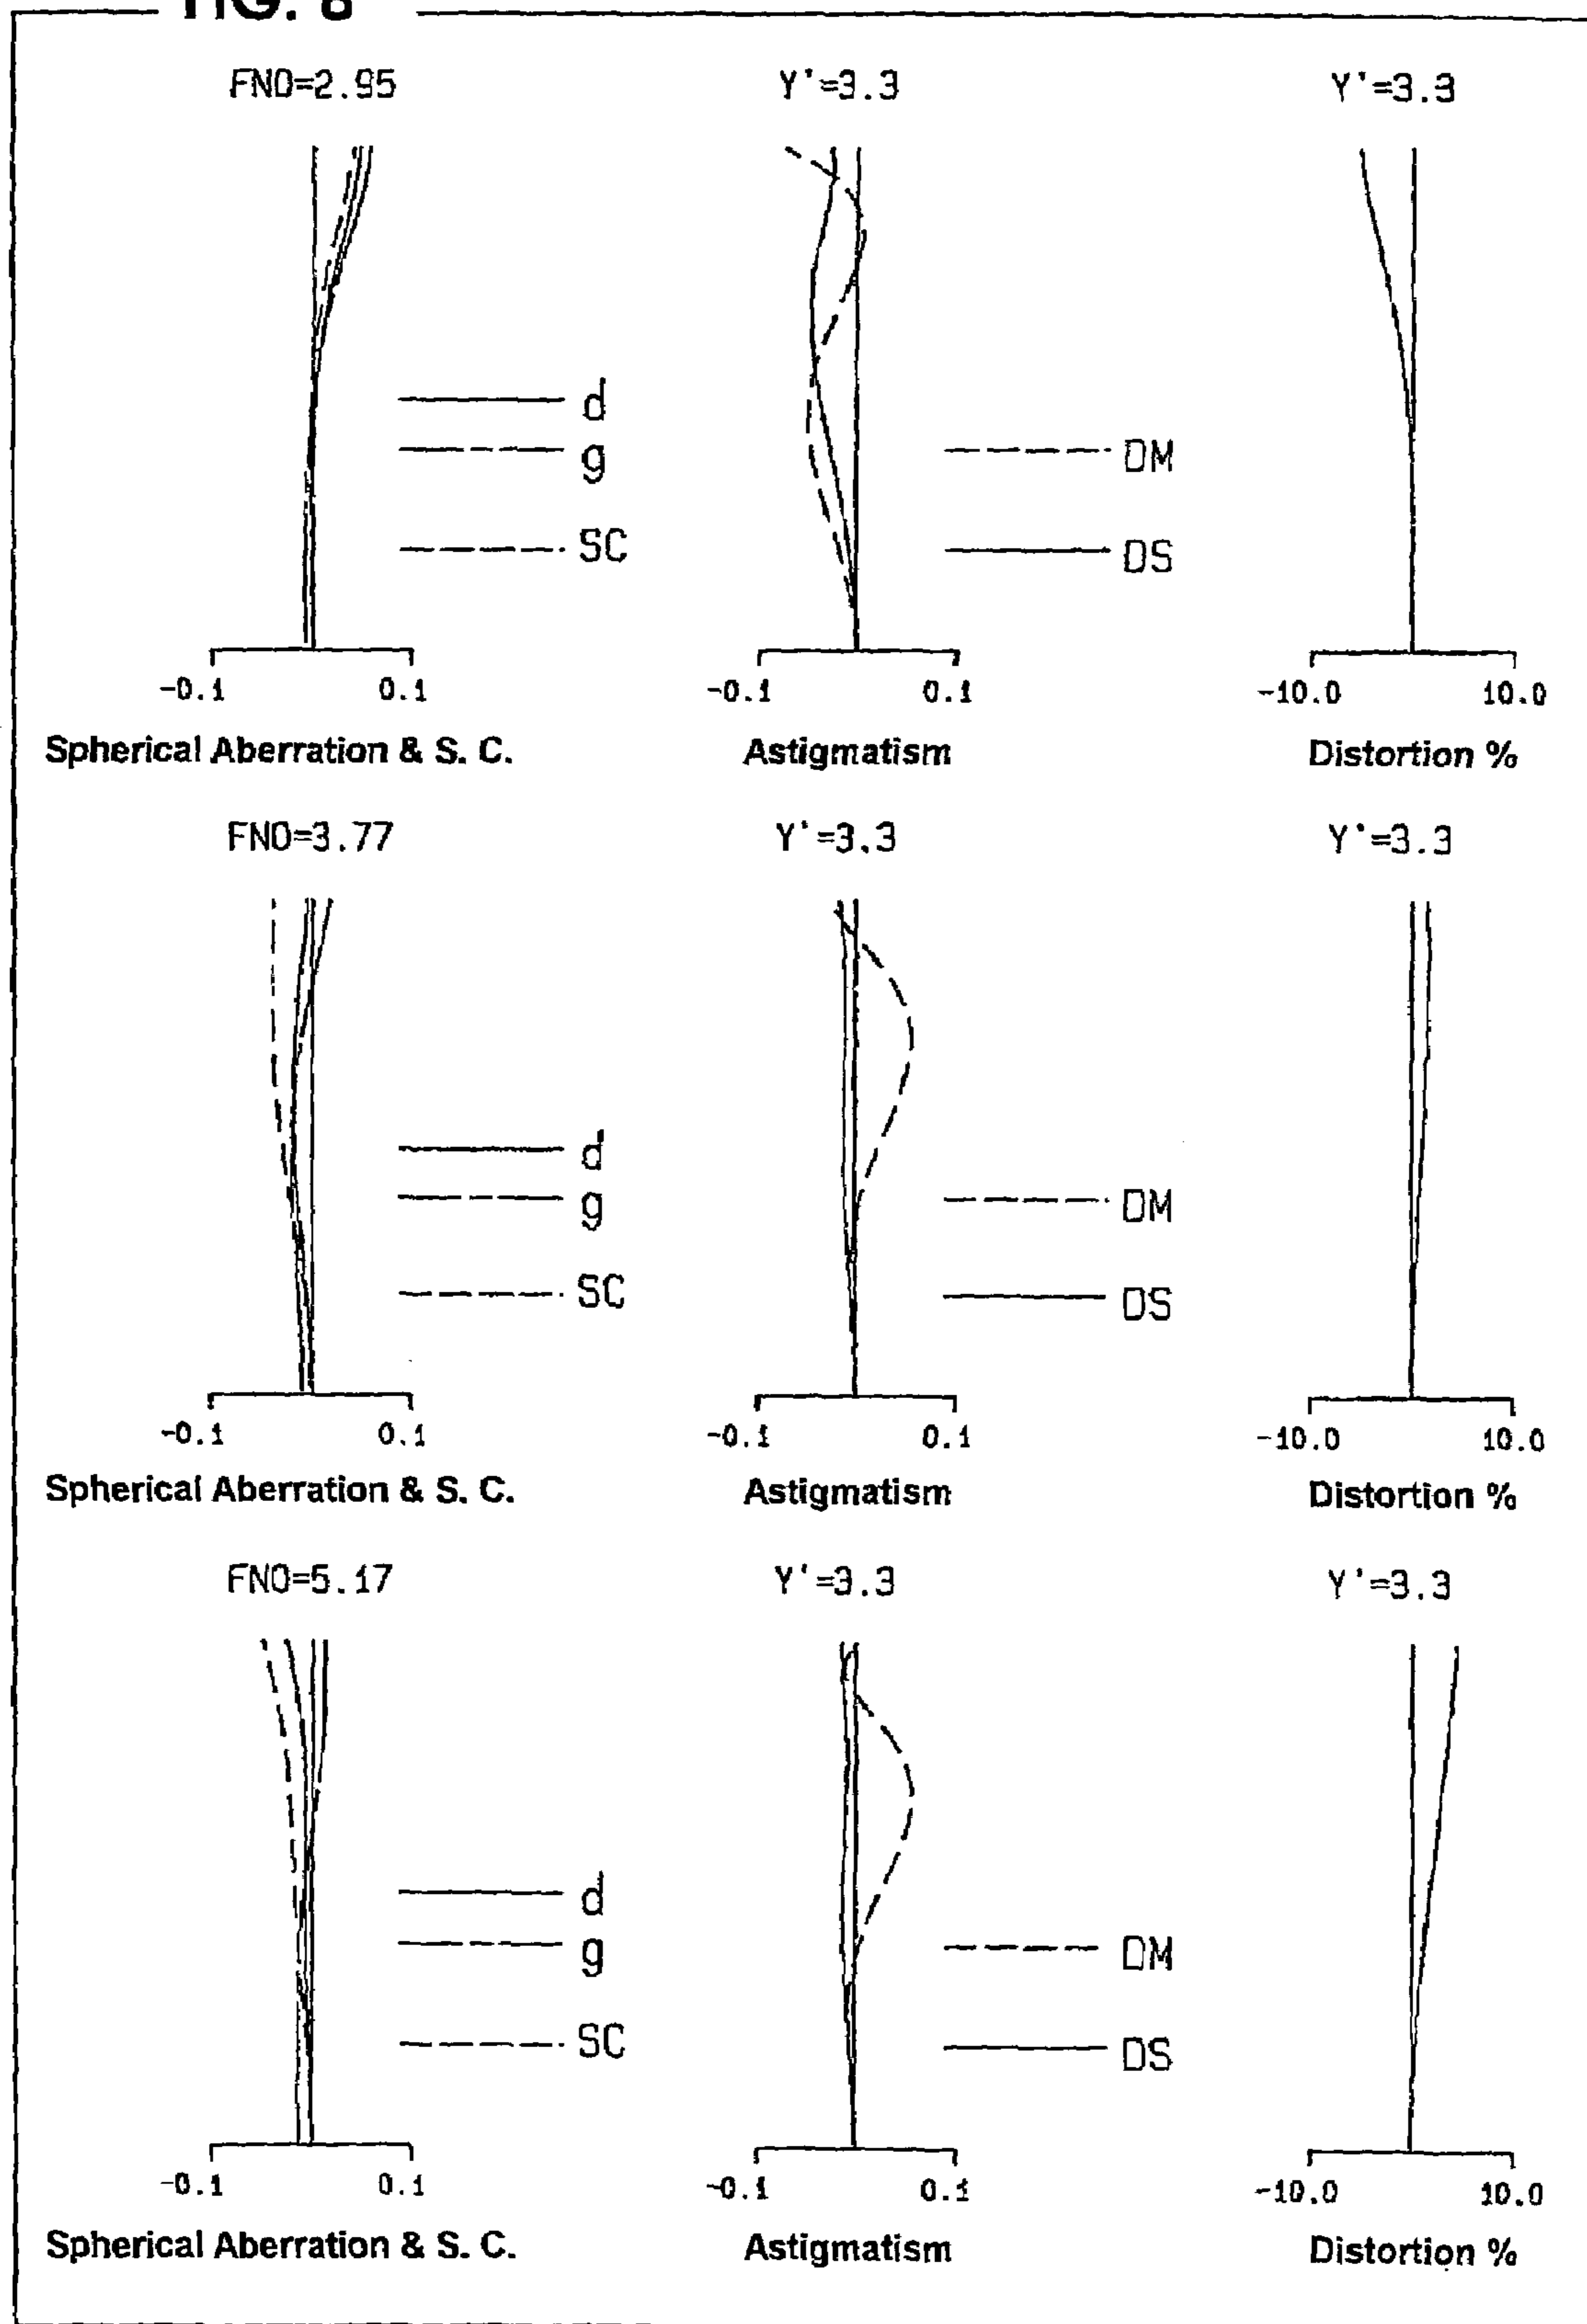 FIG. 8
FNO=2.95 Y'=3.3 Y'=3.3
d
g
DM
SC
DS
-0.1 0.1 -0.1 0.1 -10.0 10.0
Spherical Aberration & S. C. Astigmatism Distortion %
FNO=3.77 Y'=3.3 Y'=3.3
d
g
DM
SC
DS
-0.1 0.1 -0.1 0.1 -10.0 10.0
Spherical Aberration & S. C. Astigmatism Distortion %
FNO=5.17 Y'=3.3 Y'=3.3
d
g
DM
SC
DS
-0.1 0.1 -0.1 0.1 -10.0 10.0
Spherical Aberration & S. C. Astigmatism Distortion %